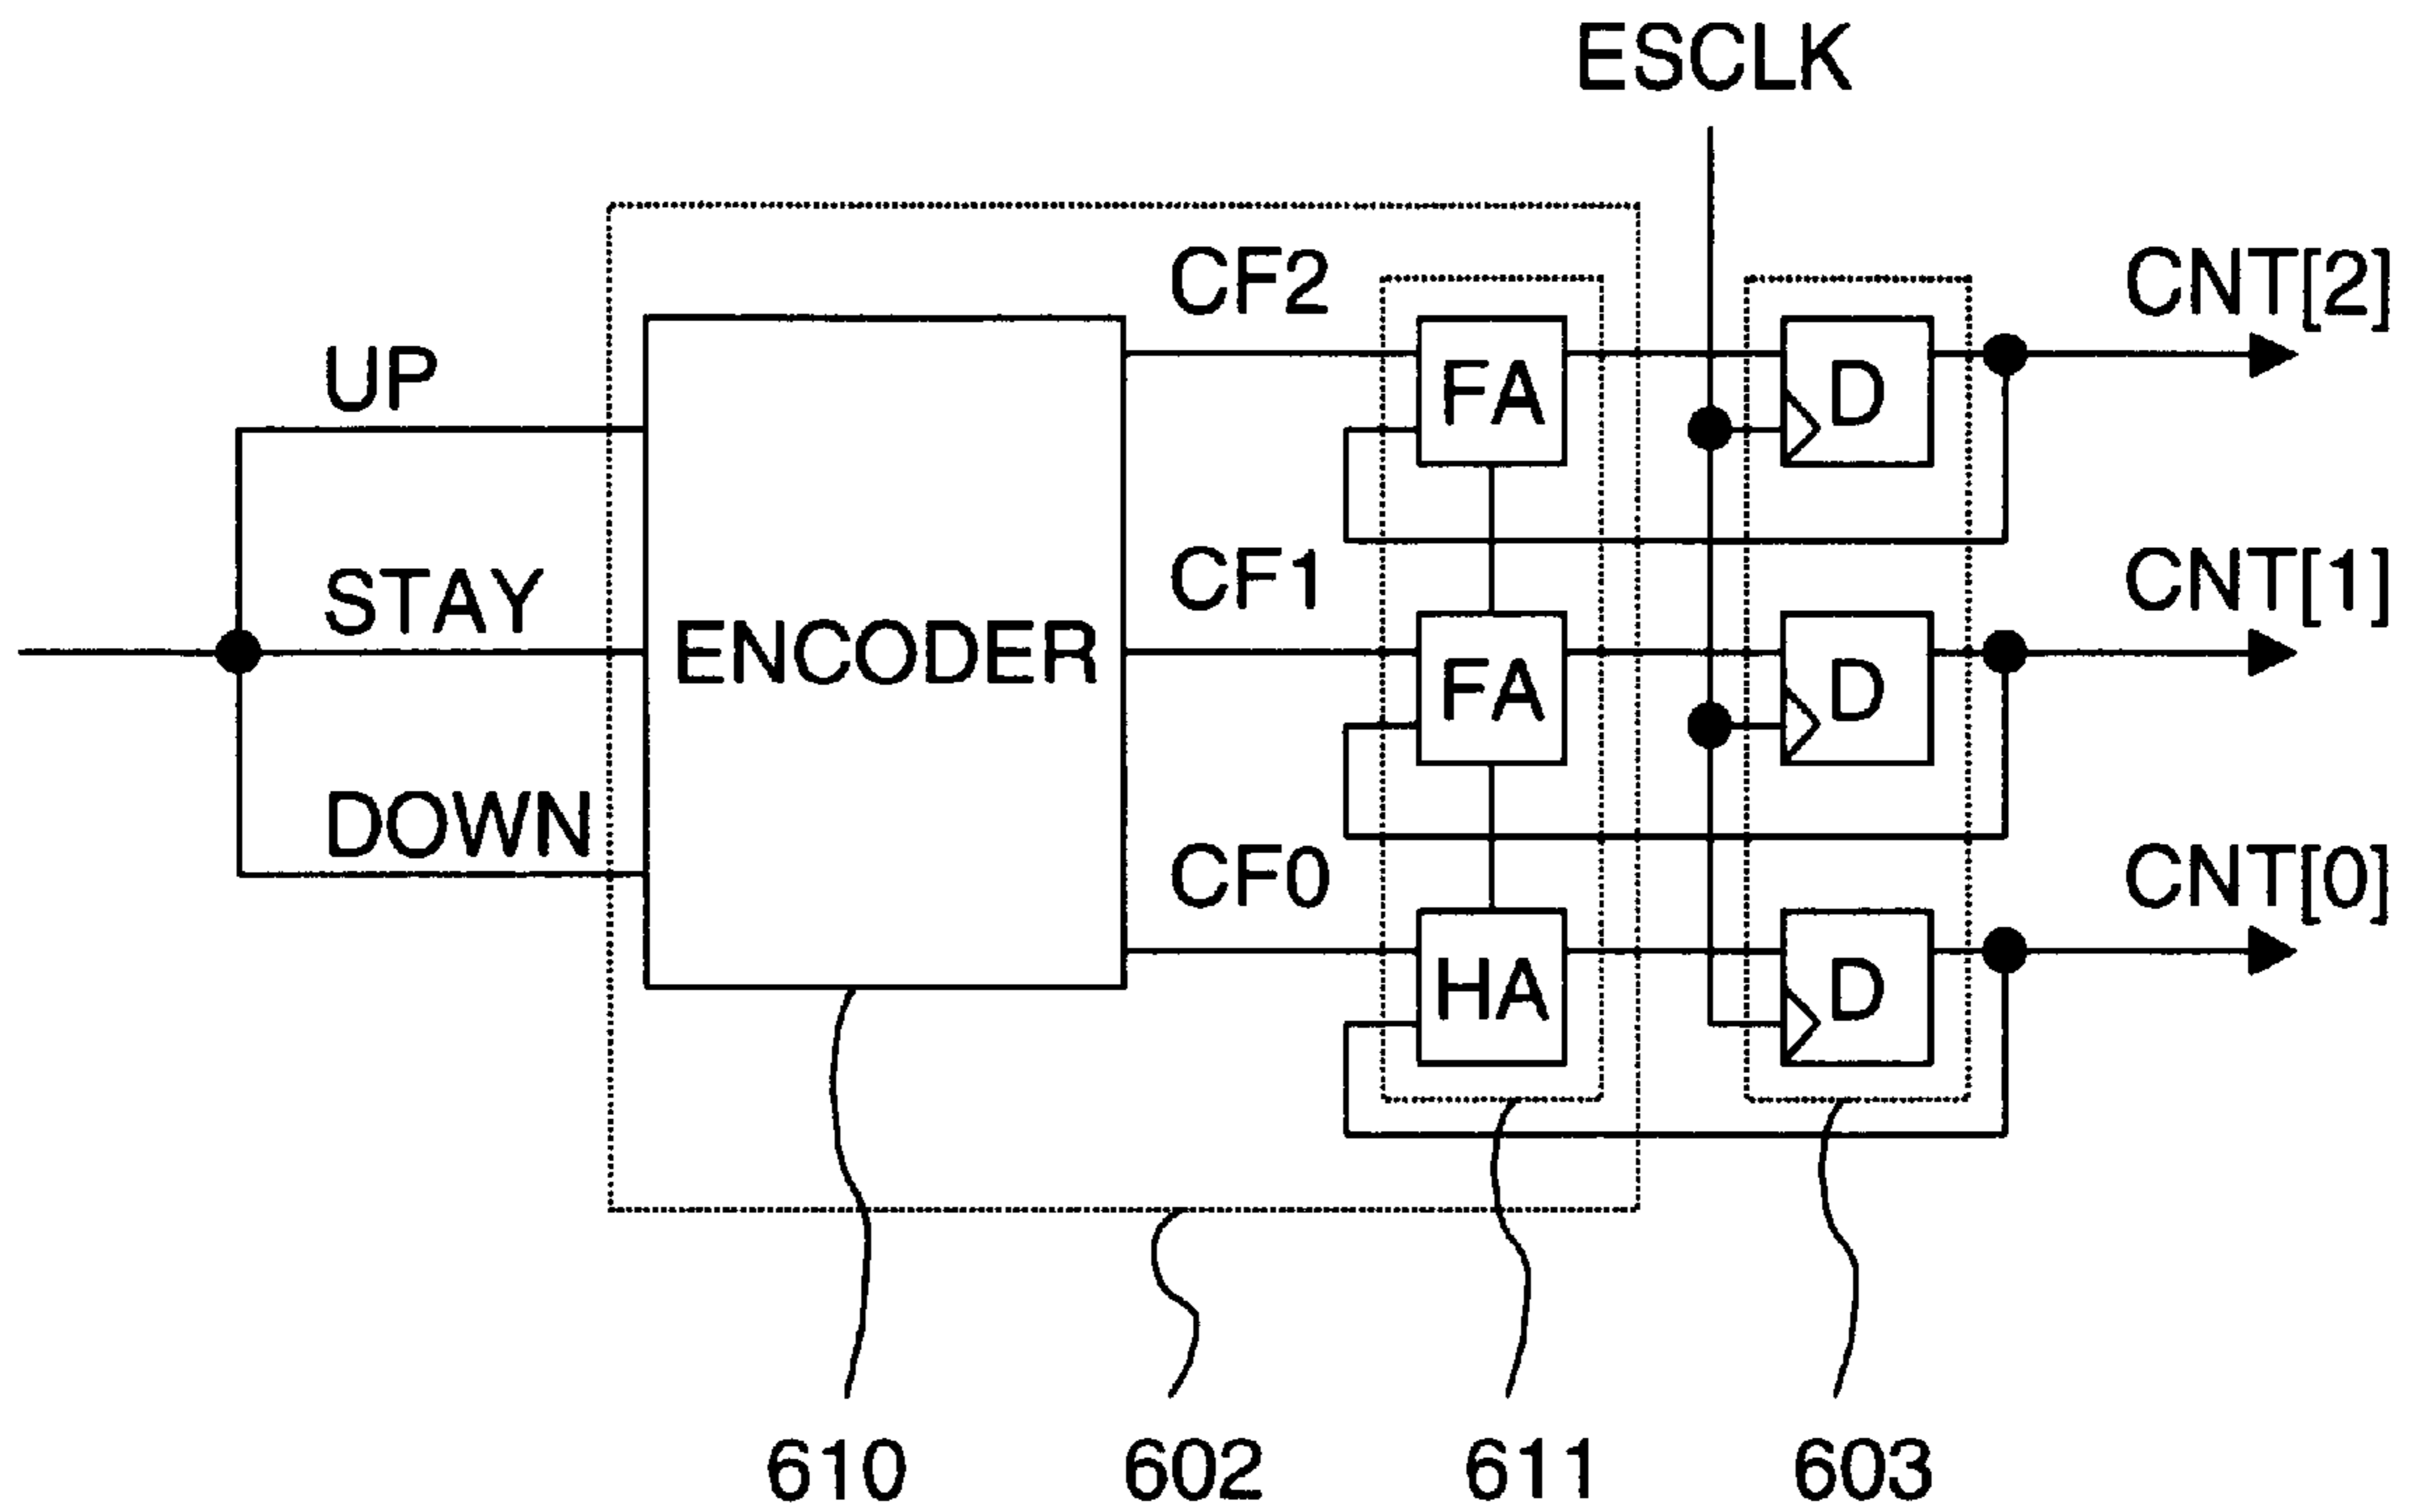 ESCLK
CF2
CNT[2]
UP
FA
D
STAY
CF1
CNT[1]
ENCODER
FA
D
DOWN
CF0
CNT[0]
HA
D
610
602
611
603